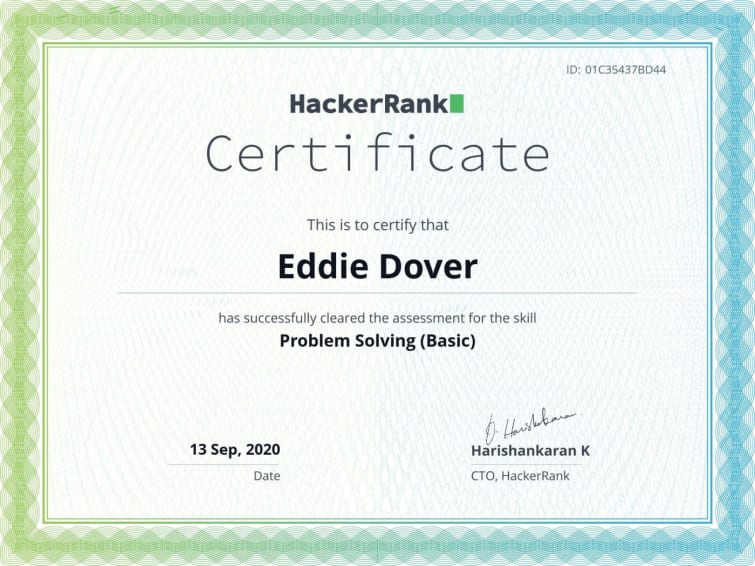 ID: 01C35437BD44
HackerRank
Certificate
This is to certify that
Eddie Dover
has successfully cleared the assessment for the skill
Problem Solving (Basic)
13 Sep, 2020
Date
Harishankaran K
CTO, HackerRank